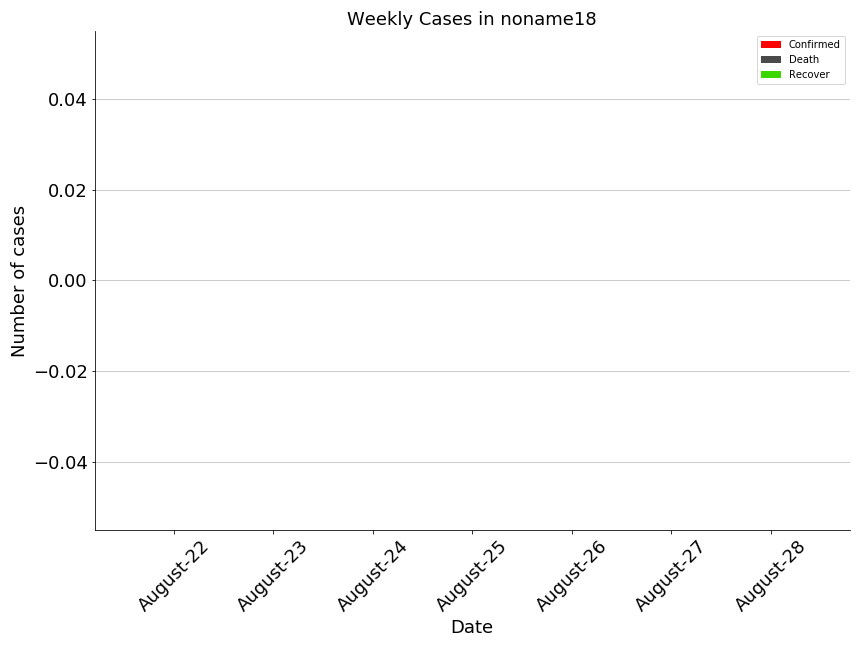 Weekly Cases in noname18
Confirmed
Death
Recover
Number of cases
0.04
0.02
0.00
−0.02
−0.04
August-22
August-23
August-24
August-25
August-26
August-27
August-28
Date